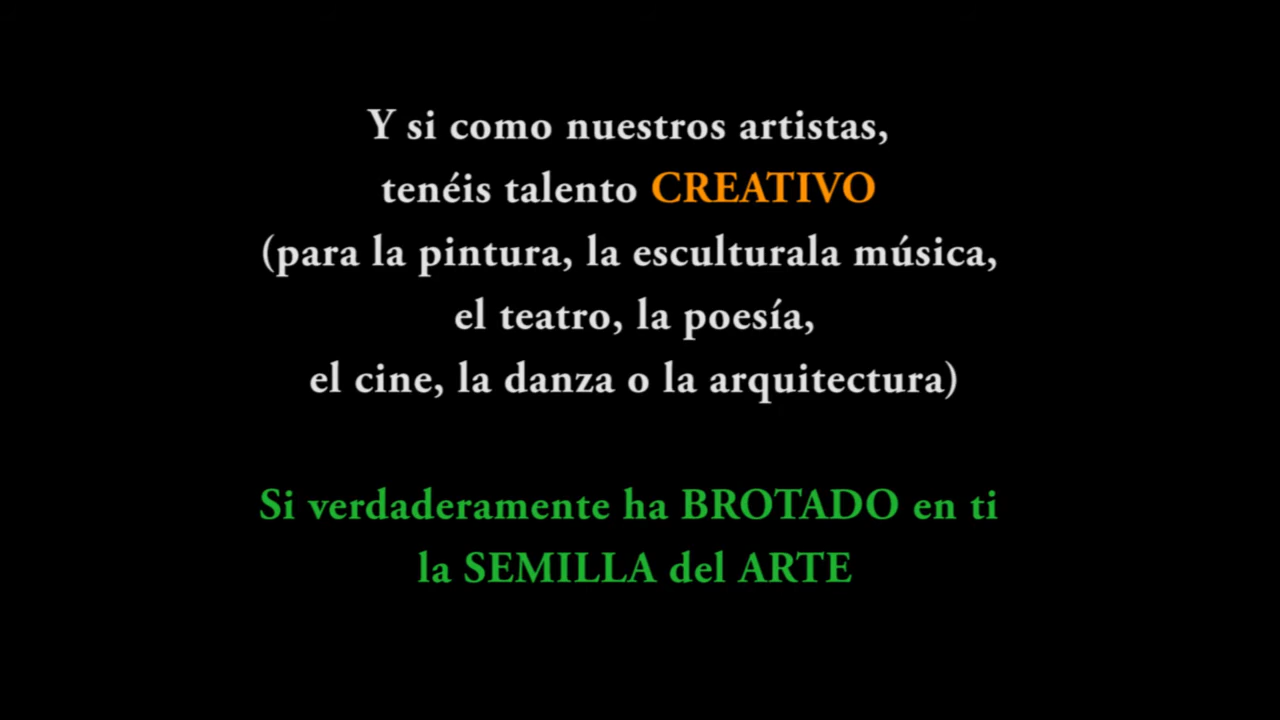 Y si como nuestros artistas,
tenéis talento CREATIVO
(para la pintura, la esculturala música,
el teatro, la poesía,
el cine, la danza o la arquitectura)
Si verdaderamente ha BROTADO en ti
la SEMILLA del ARTE